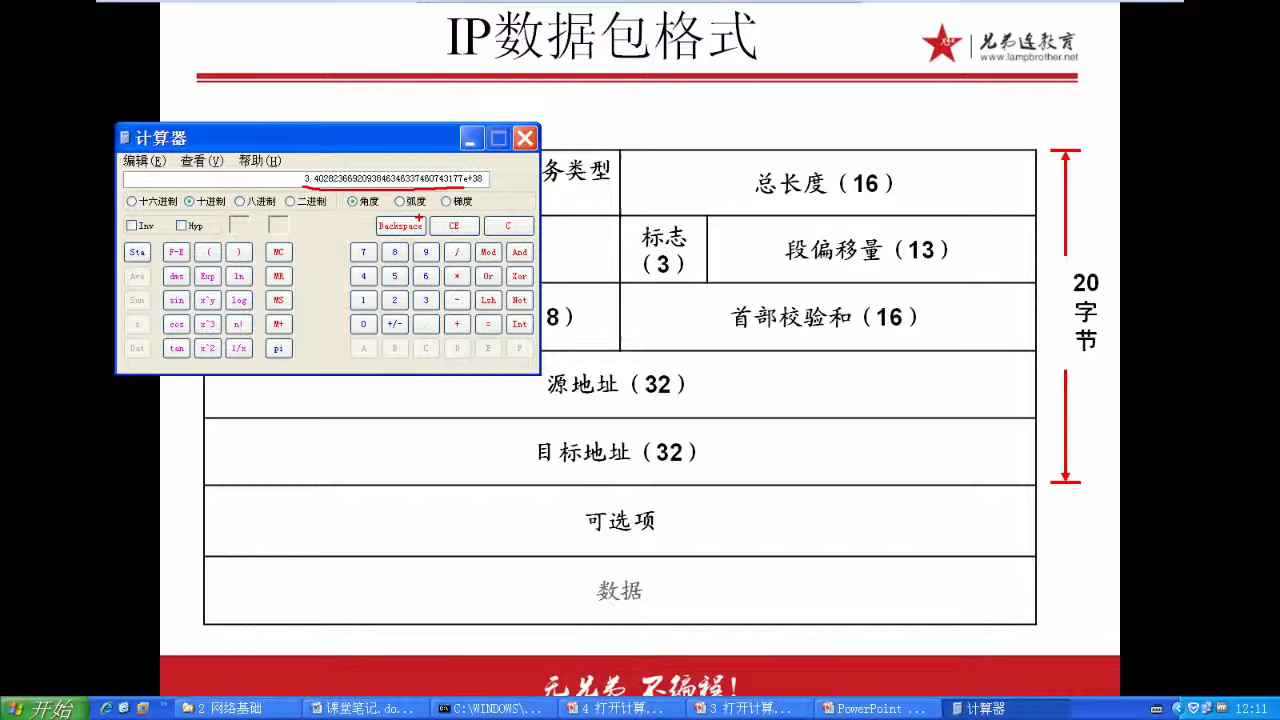 IP数据包格式
兄弟连教育
www.lampbrother.net
计算器
编辑(E) 查看(V) 帮助(H)
3.4028236692093846346337460743177e+38
十六进制 十进制 八进制 二进制 角度 弧度 梯度
Inv Hyp Backspace CE C
Sta F-E ( ) MC 7 8 9 / Mod And
Ave dms Exp ln MR 4 5 6 * Or Xor
Sum sin x^y log MS 1 2 3 - Lsh Not
s cos x^3 n! M+ 0 +/- . + = Int
Dat tan x^2 1/x pi A B C D E F
务类型
总长度（16）
标志
（3）
段偏移量（13）
8）
首部校验和（16）
源地址（32）
目标地址（32）
可选项
数据
20
字
节
无兄弟 不编程!
开始
2 网络基础
课堂笔记.do...
C:\WINDOWS\...
4 打开计算...
3 打开计算...
PowerPoint ...
计算器
12:11